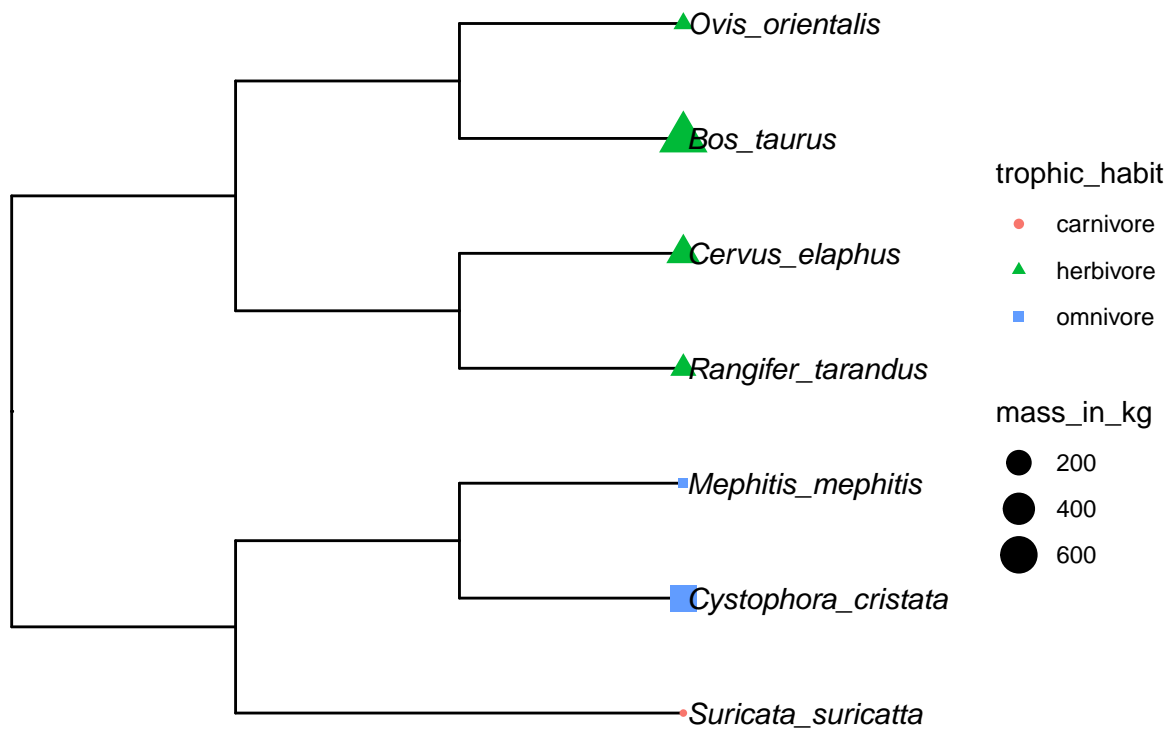 Ovis_orientalis
Bos_taurus
Cervus_elaphus
Rangifer_tarandus
Mephitis_mephitis
Cystophora_cristata
Suricata_suricatta
trophic_habit
carnivore
herbivore
omnivore
mass_in_kg
200
400
600